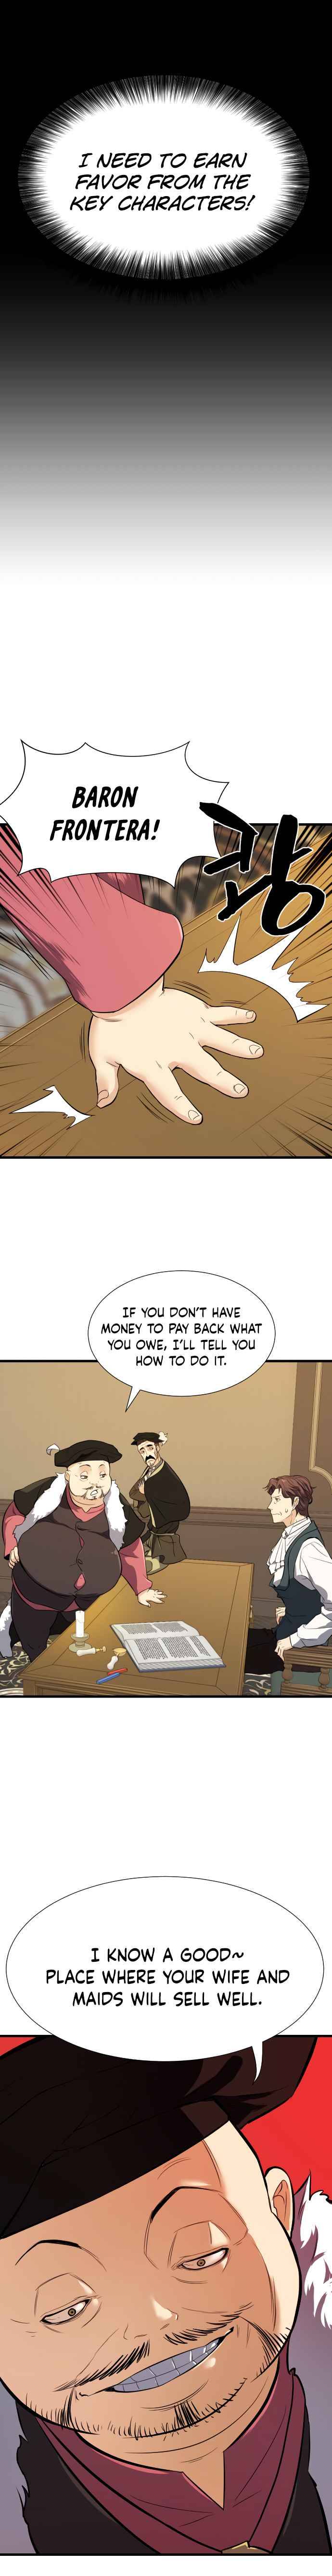 I NEED TO EARN
FAVOR FROM THE
KEY CHARACTERS!
BARON
FRONTERA!
쾅
IF YOU DON'T HAVE
MONEY TO PAY BACK WHAT
YOU OWE, I'LL TELL YOU
HOW TO DO IT.
I KNOW A GOOD~
PLACE WHERE YOUR WIFE AND
MAIDS WILL SELL WELL.